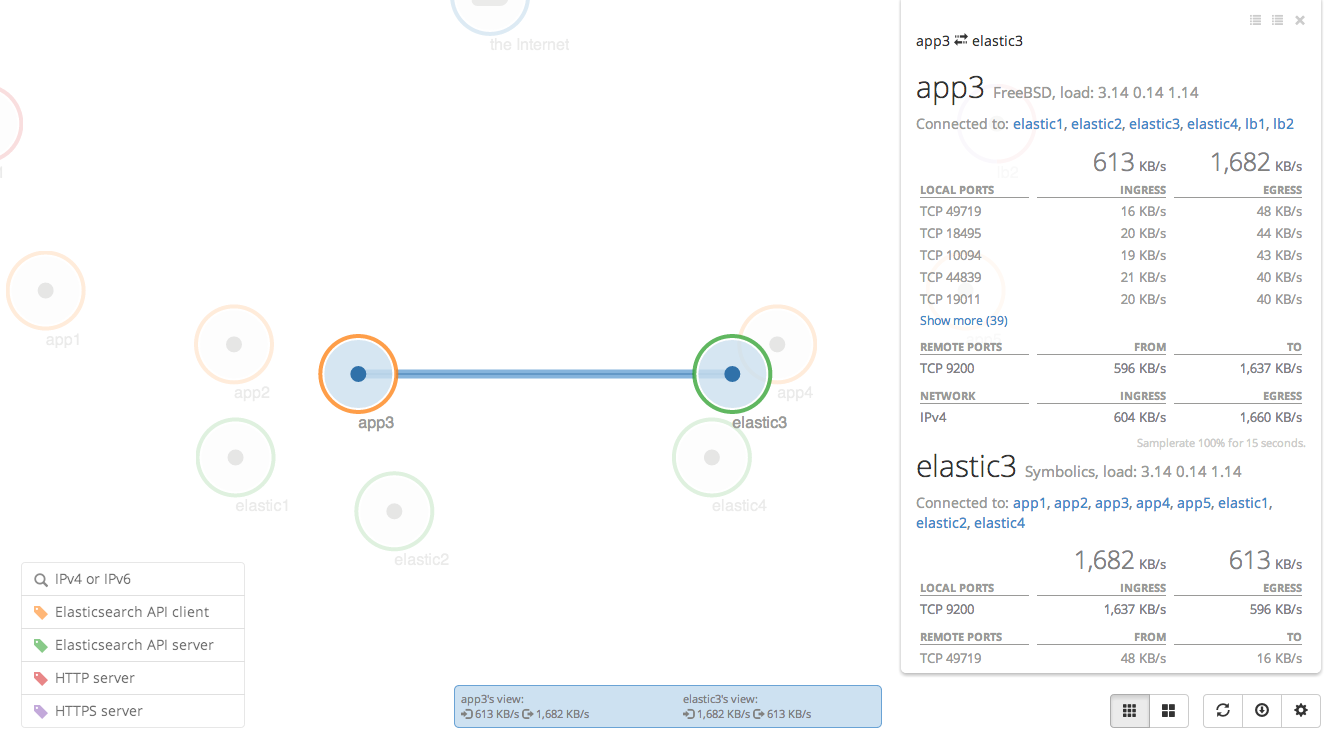 the Internet
app1
app2
app3
elastic3
app4
elastic1
elastic4
elastic2
IPv4 or IPv6
Elasticsearch API client
Elasticsearch API server
HTTP server
HTTPS server
app3's view: elastic3's view:
613 KB/s 1,682 KB/s 1,682 KB/s 613 KB/s
app3 elastic3
app3 FreeBSD, load: 3.14 0.14 1.14
Connected to: elastic1, elastic2, elastic3, elastic4, lb1, lb2
lb2
613 KB/s 1,682 KB/s
LOCAL PORTS INGRESS EGRESS
TCP 49719 16 KB/s 48 KB/s
TCP 18495 20 KB/s 44 KB/s
TCP 10094 19 KB/s 43 KB/s
TCP 44839 21 KB/s 40 KB/s
TCP 19011 20 KB/s 40 KB/s
Show more (39)
REMOTE PORTS FROM TO
TCP 9200 596 KB/s 1,637 KB/s
NETWORK INGRESS EGRESS
IPv4 604 KB/s 1,660 KB/s
Samplerate 100% for 15 seconds.
elastic3 Symbolics, load: 3.14 0.14 1.14
Connected to: app1, app2, app3, app4, app5, elastic1,
elastic2, elastic4
1,682 KB/s 613 KB/s
LOCAL PORTS INGRESS EGRESS
TCP 9200 1,637 KB/s 596 KB/s
REMOTE PORTS FROM TO
TCP 49719 48 KB/s 16 KB/s